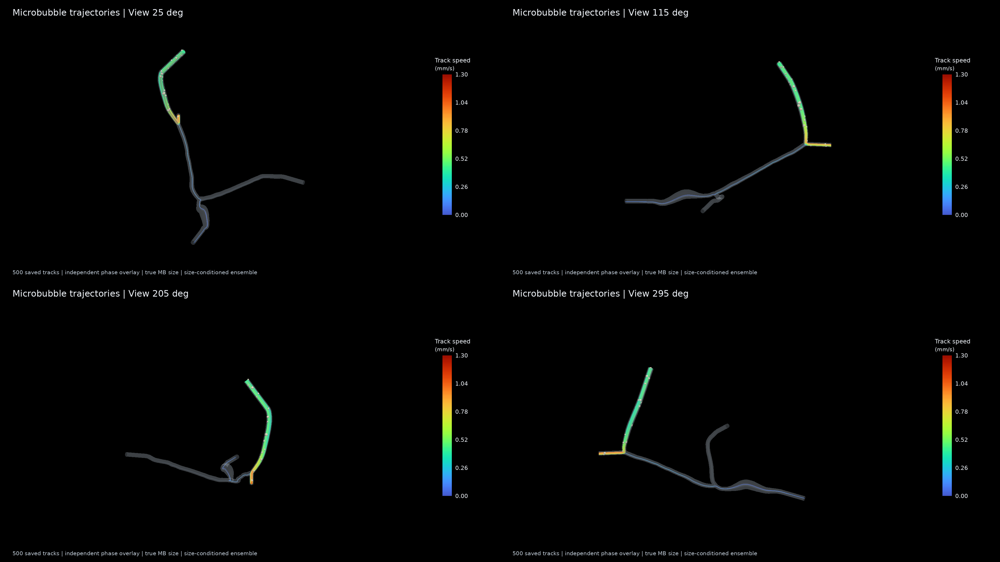 Microbubble trajectories | View 25 deg
Track speed
(mm/s)
1.30
1.04
0.78
0.52
0.26
0.00
500 saved tracks | independent phase overlay | true MB size | size-conditioned ensemble
Microbubble trajectories | View 115 deg
Track speed
(mm/s)
1.30
1.04
0.78
0.52
0.26
0.00
500 saved tracks | independent phase overlay | true MB size | size-conditioned ensemble
Microbubble trajectories | View 205 deg
Track speed
(mm/s)
1.30
1.04
0.78
0.52
0.26
0.00
500 saved tracks | independent phase overlay | true MB size | size-conditioned ensemble
Microbubble trajectories | View 295 deg
Track speed
(mm/s)
1.30
1.04
0.78
0.52
0.26
0.00
500 saved tracks | independent phase overlay | true MB size | size-conditioned ensemble